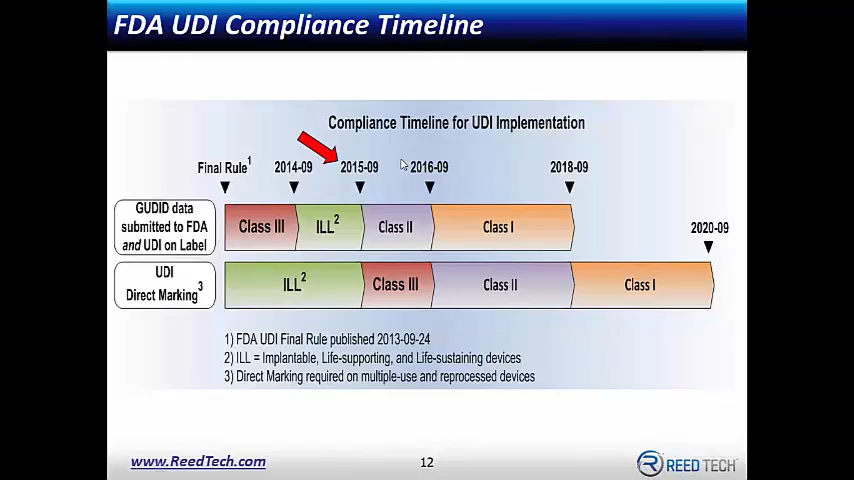 FDA UDI Compliance Timeline
Compliance Timeline for UDI Implementation
Final Rule1 2014-09 2015-09 2016-09 2018-09
2020-09
GUDID data
submitted to FDA
and UDI on Label
Class III ILL2 Class II Class I
UDI
Direct Marking3
ILL2 Class III Class II Class I
1) FDA UDI Final Rule published 2013-09-24
2) ILL = Implantable, Life-supporting, and Life-sustaining devices
3) Direct Marking required on multiple-use and reprocessed devices
www.ReedTech.com 12 REED TECH